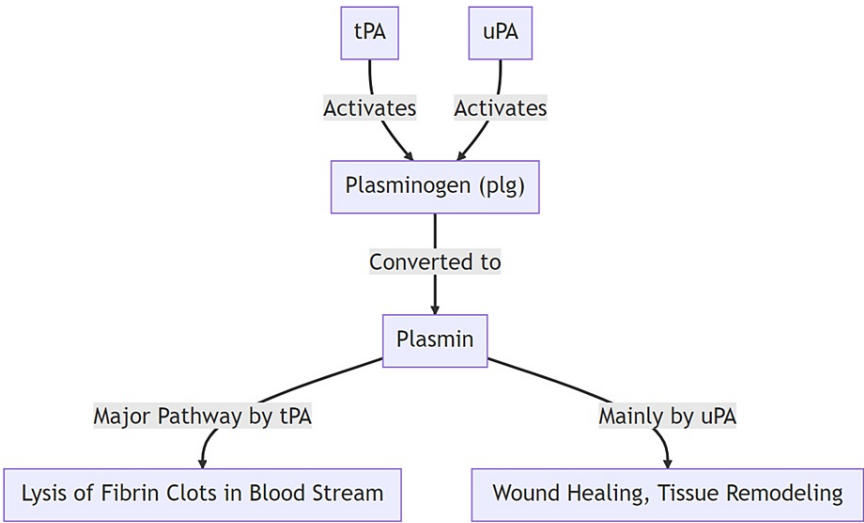 tPA
uPA
Activates
Activates
Plasminogen (plg)
Converted to
Plasmin
Major Pathway by tPA
Mainly by uPA
Lysis of Fibrin Clots in Blood Stream
Wound Healing, Tissue Remodeling